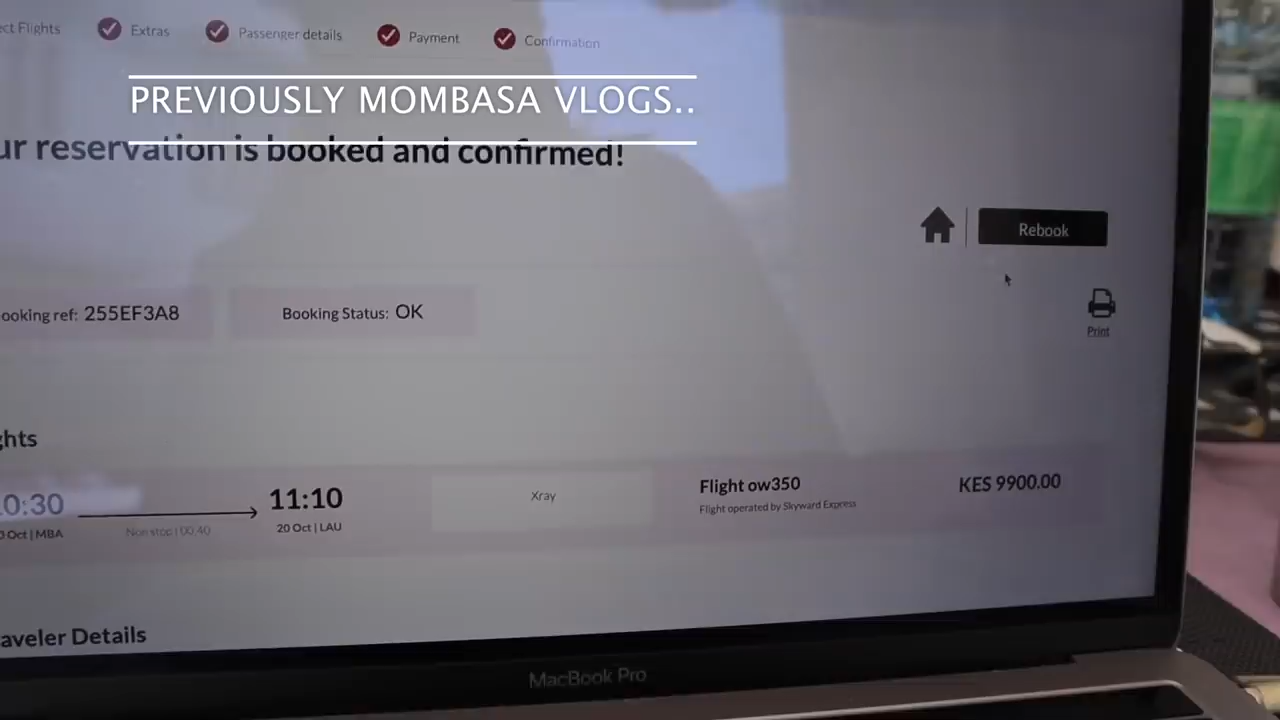 ct Flights Extras Passenger details Payment Confirmation
PREVIOUSLY MOMBASA VLOGS..
ur reservation is booked and confirmed!
Rebook
ooking ref: 255EF3A8 Booking Status: OK
Print
ghts
0:30 11:10 Xray Flight ow350 KES 9900.00
Flight operated by Skyward Express
0 Oct | MBA Non stop | 00:40 20 Oct | LAU
aveler Details
MacBook Pro